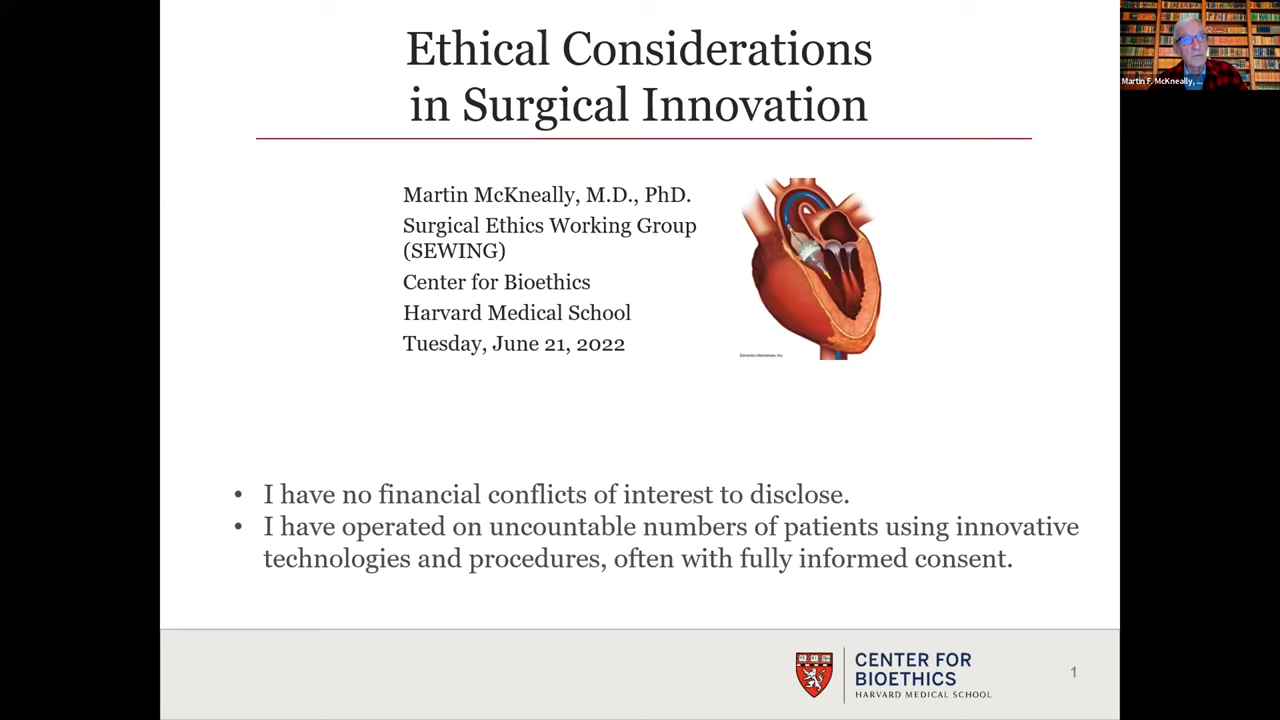 Ethical Considerations
in Surgical Innovation
Martin F. McKneally, ...
Martin McKneally, M.D., PhD.
Surgical Ethics Working Group
(SEWING)
Center for Bioethics
Harvard Medical School
Tuesday, June 21, 2022
• I have no financial conflicts of interest to disclose.
• I have operated on uncountable numbers of patients using innovative
technologies and procedures, often with fully informed consent.
CENTER FOR
BIOETHICS
HARVARD MEDICAL SCHOOL
1